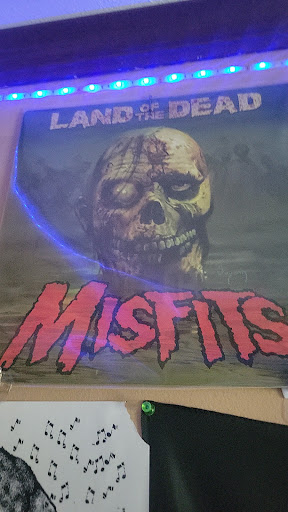 LAND OF THE DEAD
MISFITS